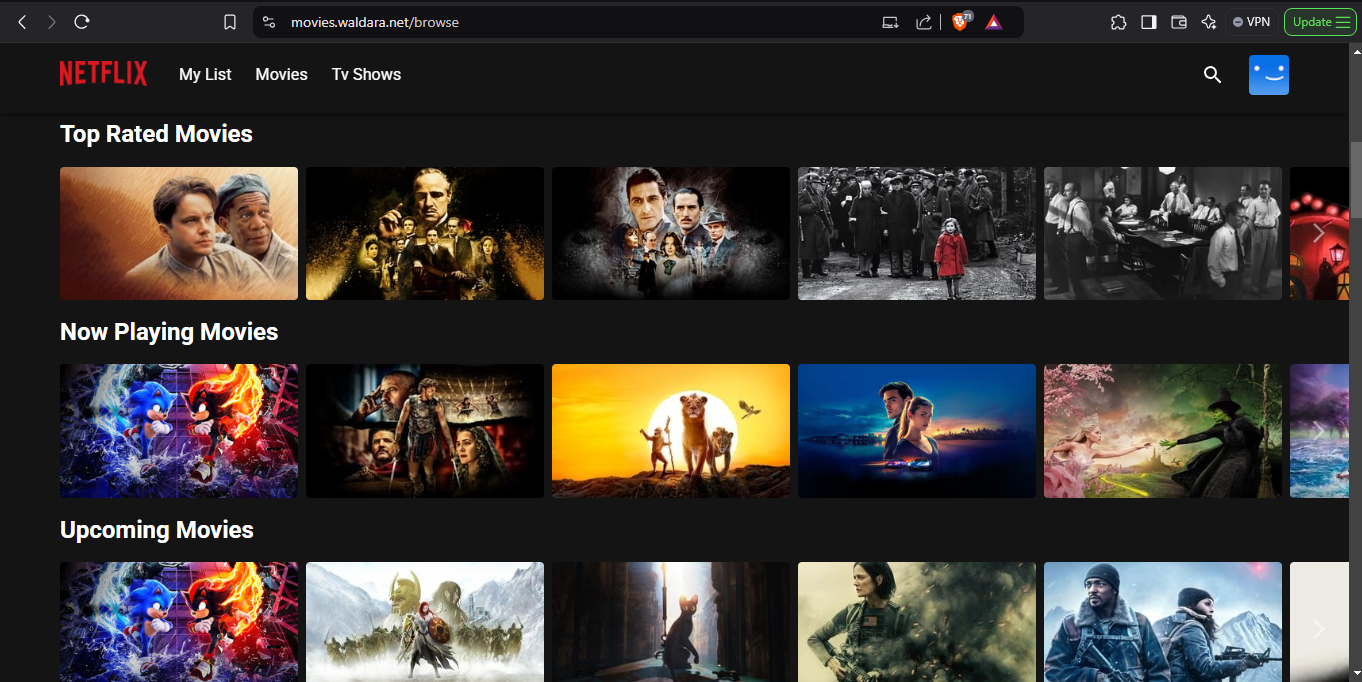 movies.waldara.net/browse
71
VPN
Update
NETFLIX
My List
Movies
Tv Shows
Top Rated Movies
Now Playing Movies
Upcoming Movies